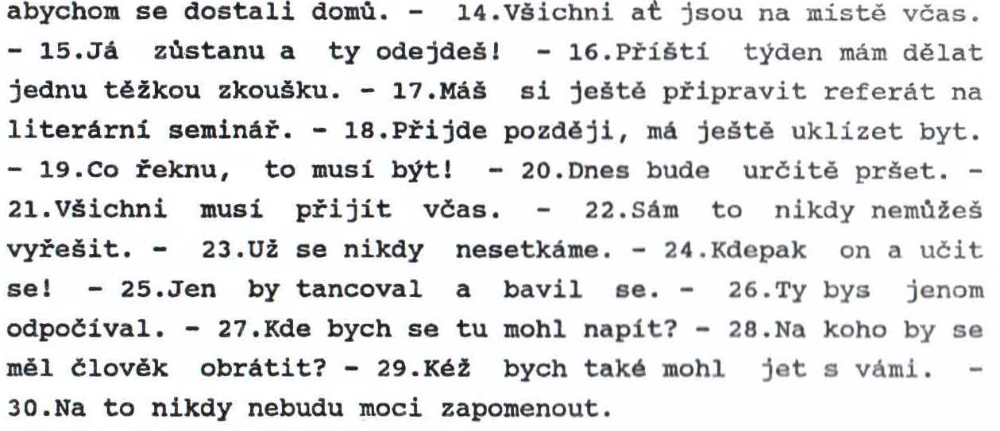 abychom se dostali domů. - 14.Všichni ať jsou na místě včas.
- 15.Já zůstanu a ty odejdeš! - 16.Příští týden mám dělat
jednu těžkou zkoušku. - 17.Máš si ještě připravit referát na
literární seminář. - 18.Přijde později, má ještě uklízet byt.
- 19.Co řeknu, to musí být! - 20.Dnes bude určitě pršet. -
21.Všichni musí přijít včas. - 22.Sám to nikdy nemůžeš
vyřešit. - 23.Už se nikdy nesetkáme. - 24.Kdepak on a učit
se! - 25.Jen by tancoval a bavil se. - 26.Ty bys jenom
odpočíval. - 27.Kde bych se tu mohl napít? - 28.Na koho by se
měl člověk obrátit? - 29.Kéž bych také mohl jet s vámi. -
30.Na to nikdy nebudu moci zapomenout.